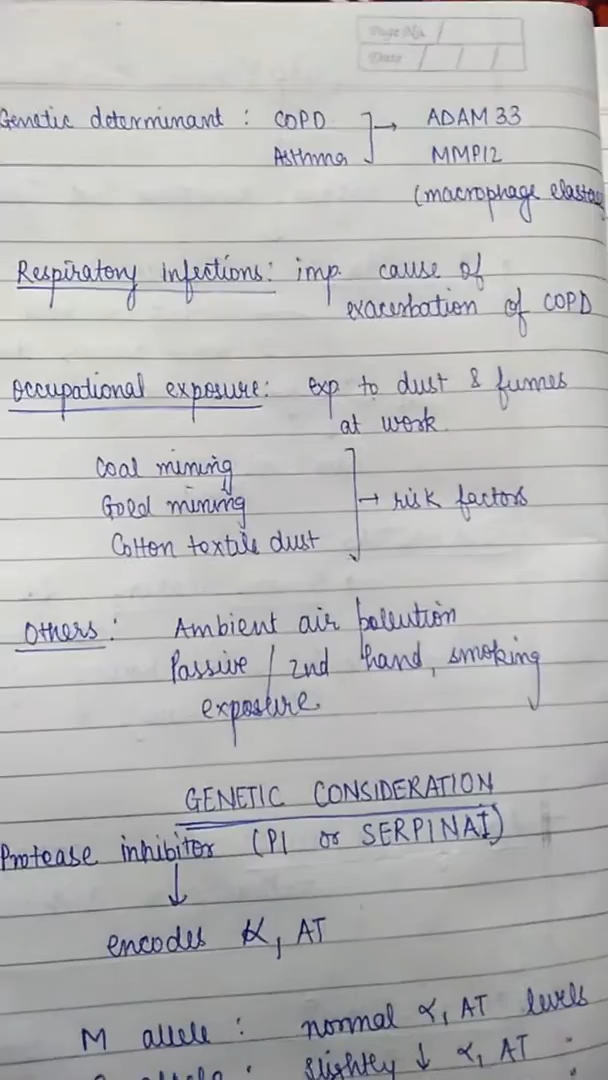 Page No.
Date / / /
Genetic determinant : COPD → ADAM 33
Asthma MMP12
(macrophage
Respiratory infections: imp. cause of
exacerbation of COPD
Occupational exposure: exp to dust & fumes
at work
Coal mining
Gold mining → risk factors
Cotton textile dust
Others: Ambient air pollution
Passive / 2nd hand, smoking
exposure.
GENETIC CONSIDERATION
Protease inhibitor (PI or SERPINAI)
↓
encodes α1 AT
M allele : normal α1 AT levels
: slightly ↓ α1 AT